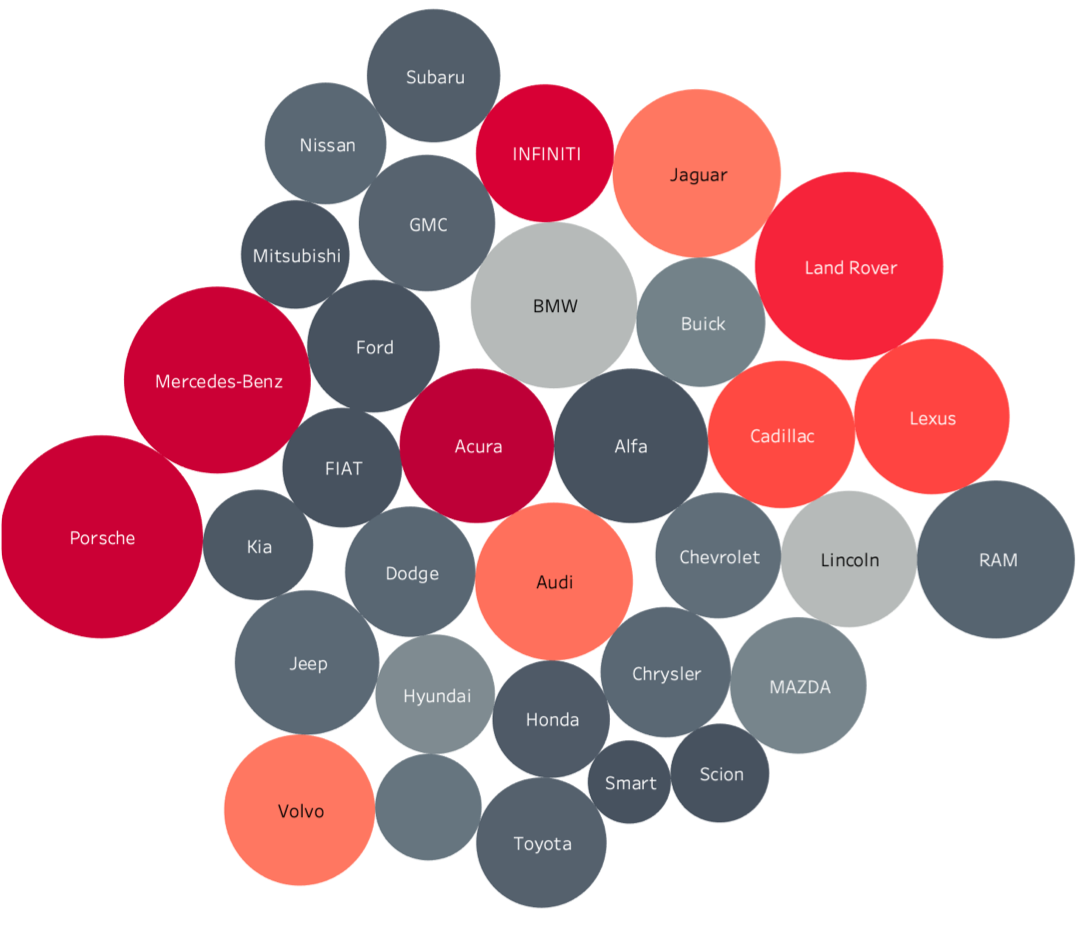 Subaru
Nissan
INFINITI
Jaguar
GMC
Mitsubishi
Land Rover
BMW
Buick
Ford
Mercedes-Benz
Lexus
Cadillac
Acura
Alfa
FIAT
Porsche
Kia
Chevrolet
Lincoln
RAM
Dodge
Audi
Jeep
Chrysler
MAZDA
Hyundai
Honda
Scion
Smart
Volvo
Toyota